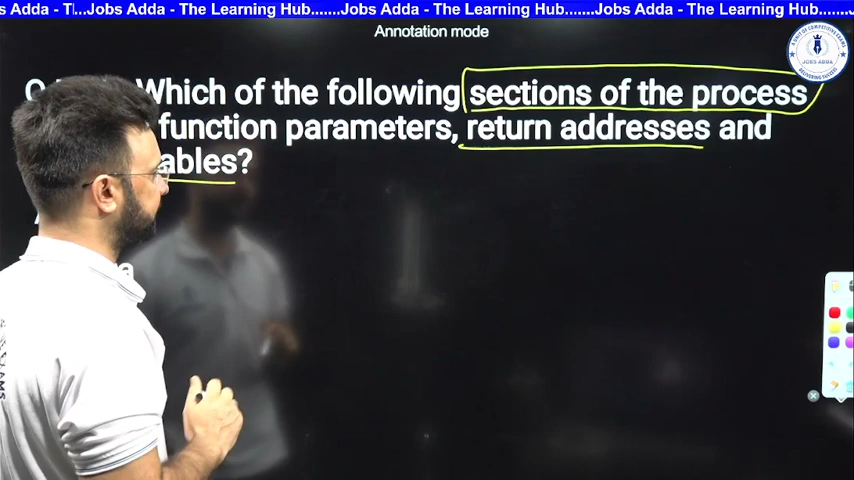 s Adda - T...Jobs Adda - The Learning Hub.......Jobs Adda - The Learning Hub.......Jobs Adda - The Learning Hub...
Annotation mode
Which of the following sections of the process
function parameters, return addresses and
ables?
JOBS ADDA